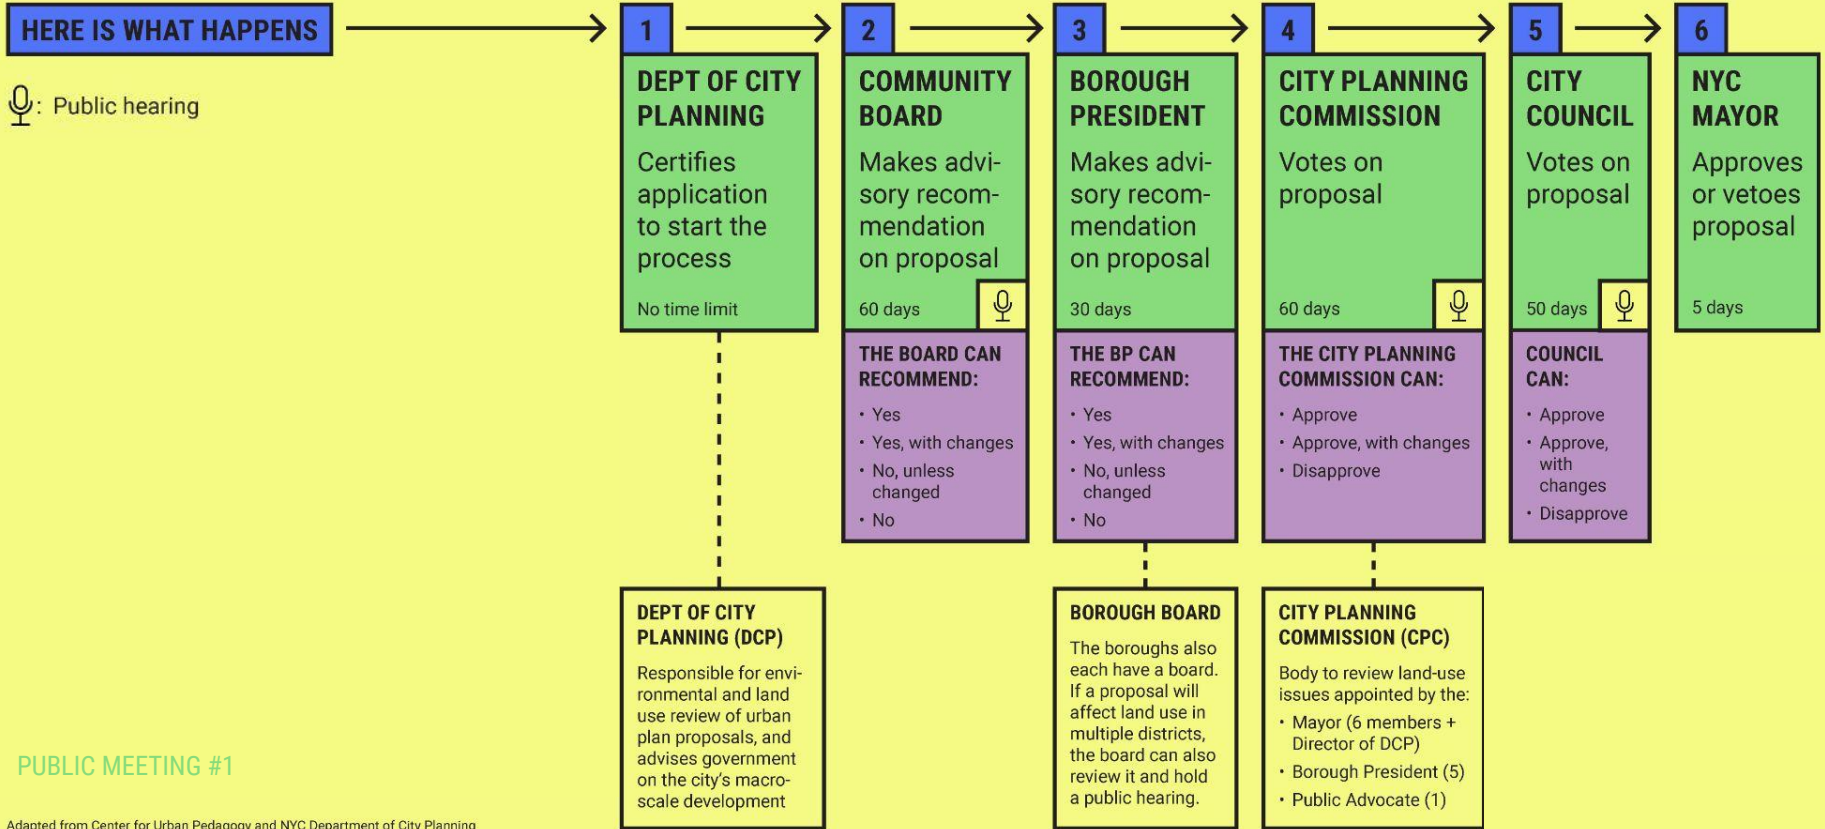 HERE IS WHAT HAPPENS
: Public hearing
1
DEPT OF CITY
PLANNING
Certifies
application
to start the
process
No time limit
2
COMMUNITY
BOARD
Makes advi-
sory recom-
mendation
on proposal
60 days
THE BOARD CAN
RECOMMEND:
• Yes
• Yes, with changes
• No, unless
changed
• No
3
BOROUGH
PRESIDENT
Makes advi-
sory recom-
mendation
on proposal
30 days
THE BP CAN
RECOMMEND:
• Yes
• Yes, with changes
• No, unless
changed
• No
4
CITY PLANNING
COMMISSION
Votes on
proposal
60 days
THE CITY PLANNING
COMMISSION CAN:
• Approve
• Approve, with changes
• Disapprove
5
CITY
COUNCIL
Votes on
proposal
50 days
COUNCIL
CAN:
• Approve
• Approve,
with
changes
• Disapprove
6
NYC
MAYOR
Approves
or vetoes
proposal
5 days
DEPT OF CITY
PLANNING (DCP)
Responsible for envi-
ronmental and land
use review of urban
plan proposals, and
advises government
on the city's macro-
scale development
BOROUGH BOARD
The boroughs also
each have a board.
If a proposal will
affect land use in
multiple districts,
the board can also
review it and hold
a public hearing.
CITY PLANNING
COMMISSION (CPC)
Body to review land-use
issues appointed by the:
• Mayor (6 members +
Director of DCP)
• Borough President (5)
• Public Advocate (1)
PUBLIC MEETING #1
Adapted from Center for Urban Pedagogy and NYC Department of City Planning